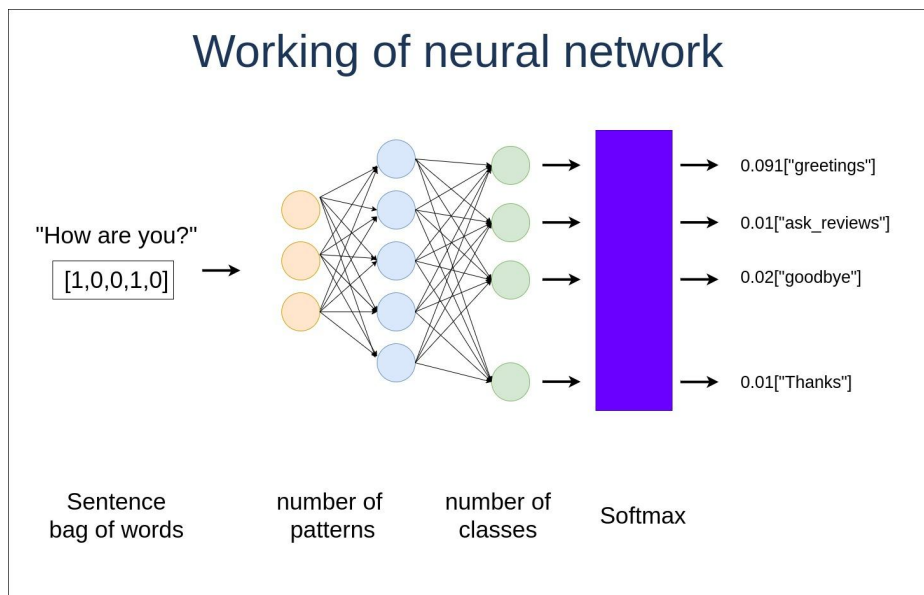 Working of neural network
"How are you?"
[1,0,0,1,0]
0.091["greetings"]
0.01["ask_reviews"]
0.02["goodbye"]
0.01["Thanks"]
Sentence
bag of words
number of
patterns
number of
classes
Softmax